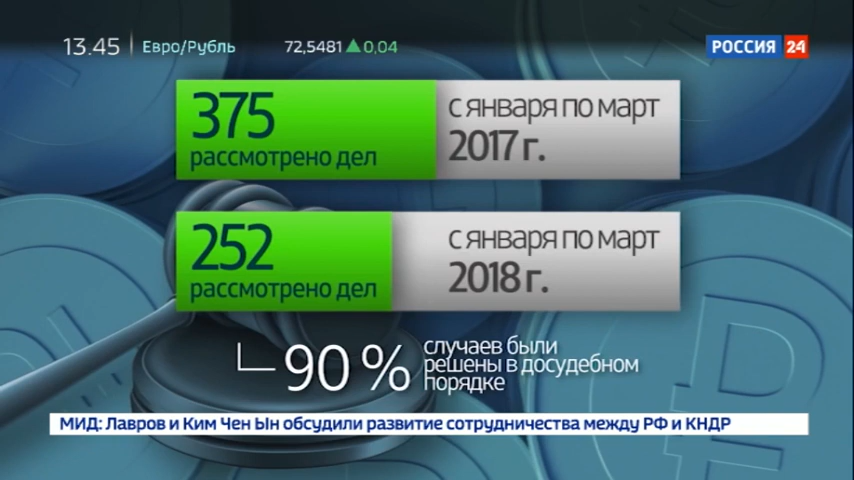 13.45 Евро/Рубль 72,5481 ▲0,04 РОССИЯ 24
375 с января по март
рассмотрено дел 2017 г.
252 с января по март
рассмотрено дел 2018 г.
90 % случаев были
решены в досудебном
порядке
МИД: Лавров и Ким Чен Ын обсудили развитие сотрудничества между РФ и КНДР